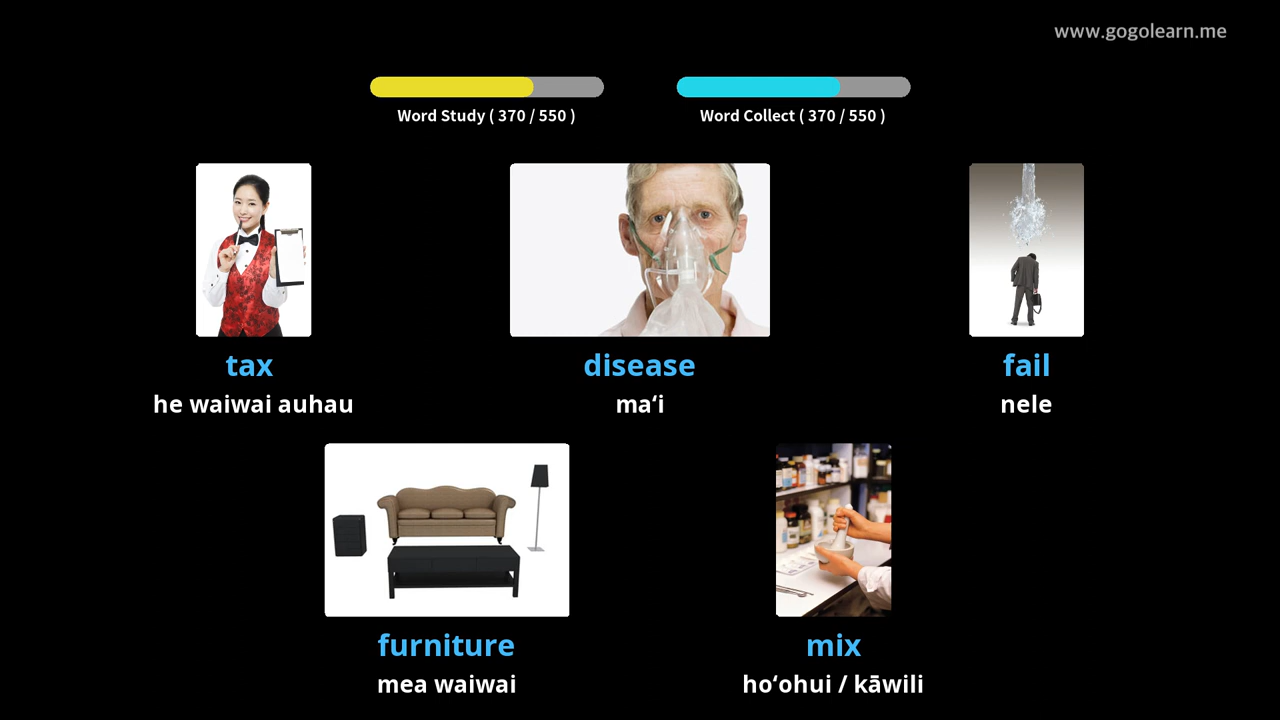 www.gogolearn.me
Word Study ( 370 / 550 )
Word Collect ( 370 / 550 )
tax
he waiwai auhau
disease
maʻi
fail
nele
furniture
mea waiwai
mix
hoʻohui / kāwili